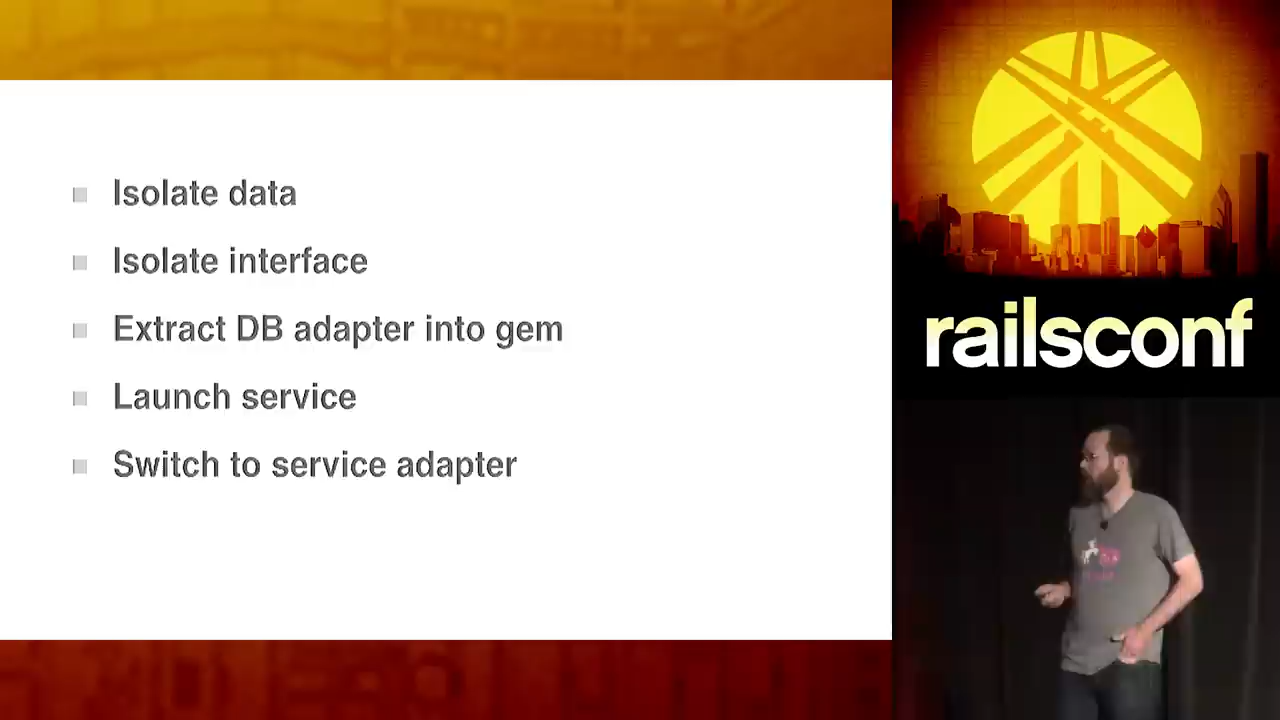 Isolate data
Isolate interface
Extract DB adapter into gem
Launch service
Switch to service adapter
railsconf